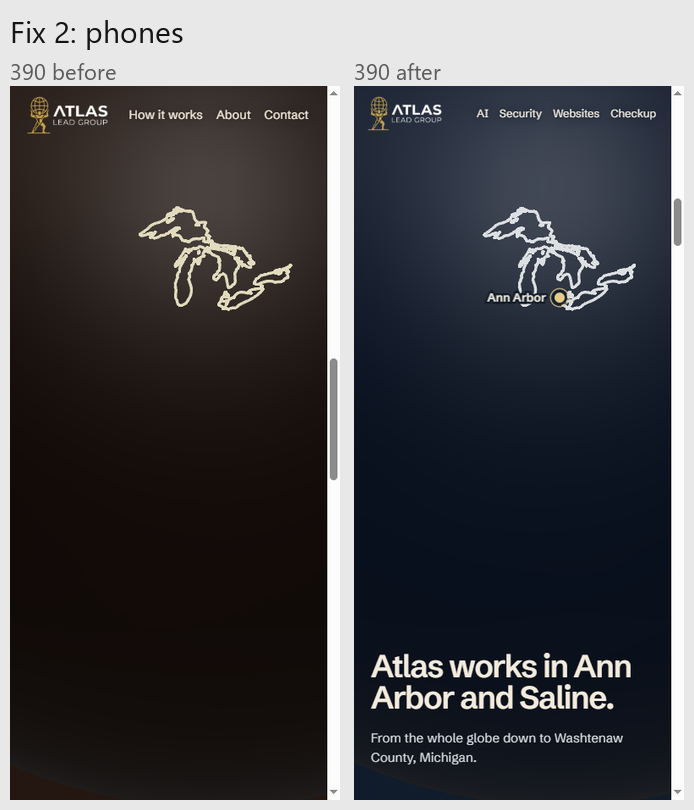 Fix 2: phones
390 before
390 after
ATLAS
LEAD GROUP
How it works
About
Contact
ATLAS
LEAD GROUP
AI
Security
Websites
Checkup
Ann Arbor
Atlas works in Ann
Arbor and Saline.
From the whole globe down to Washtenaw
County, Michigan.